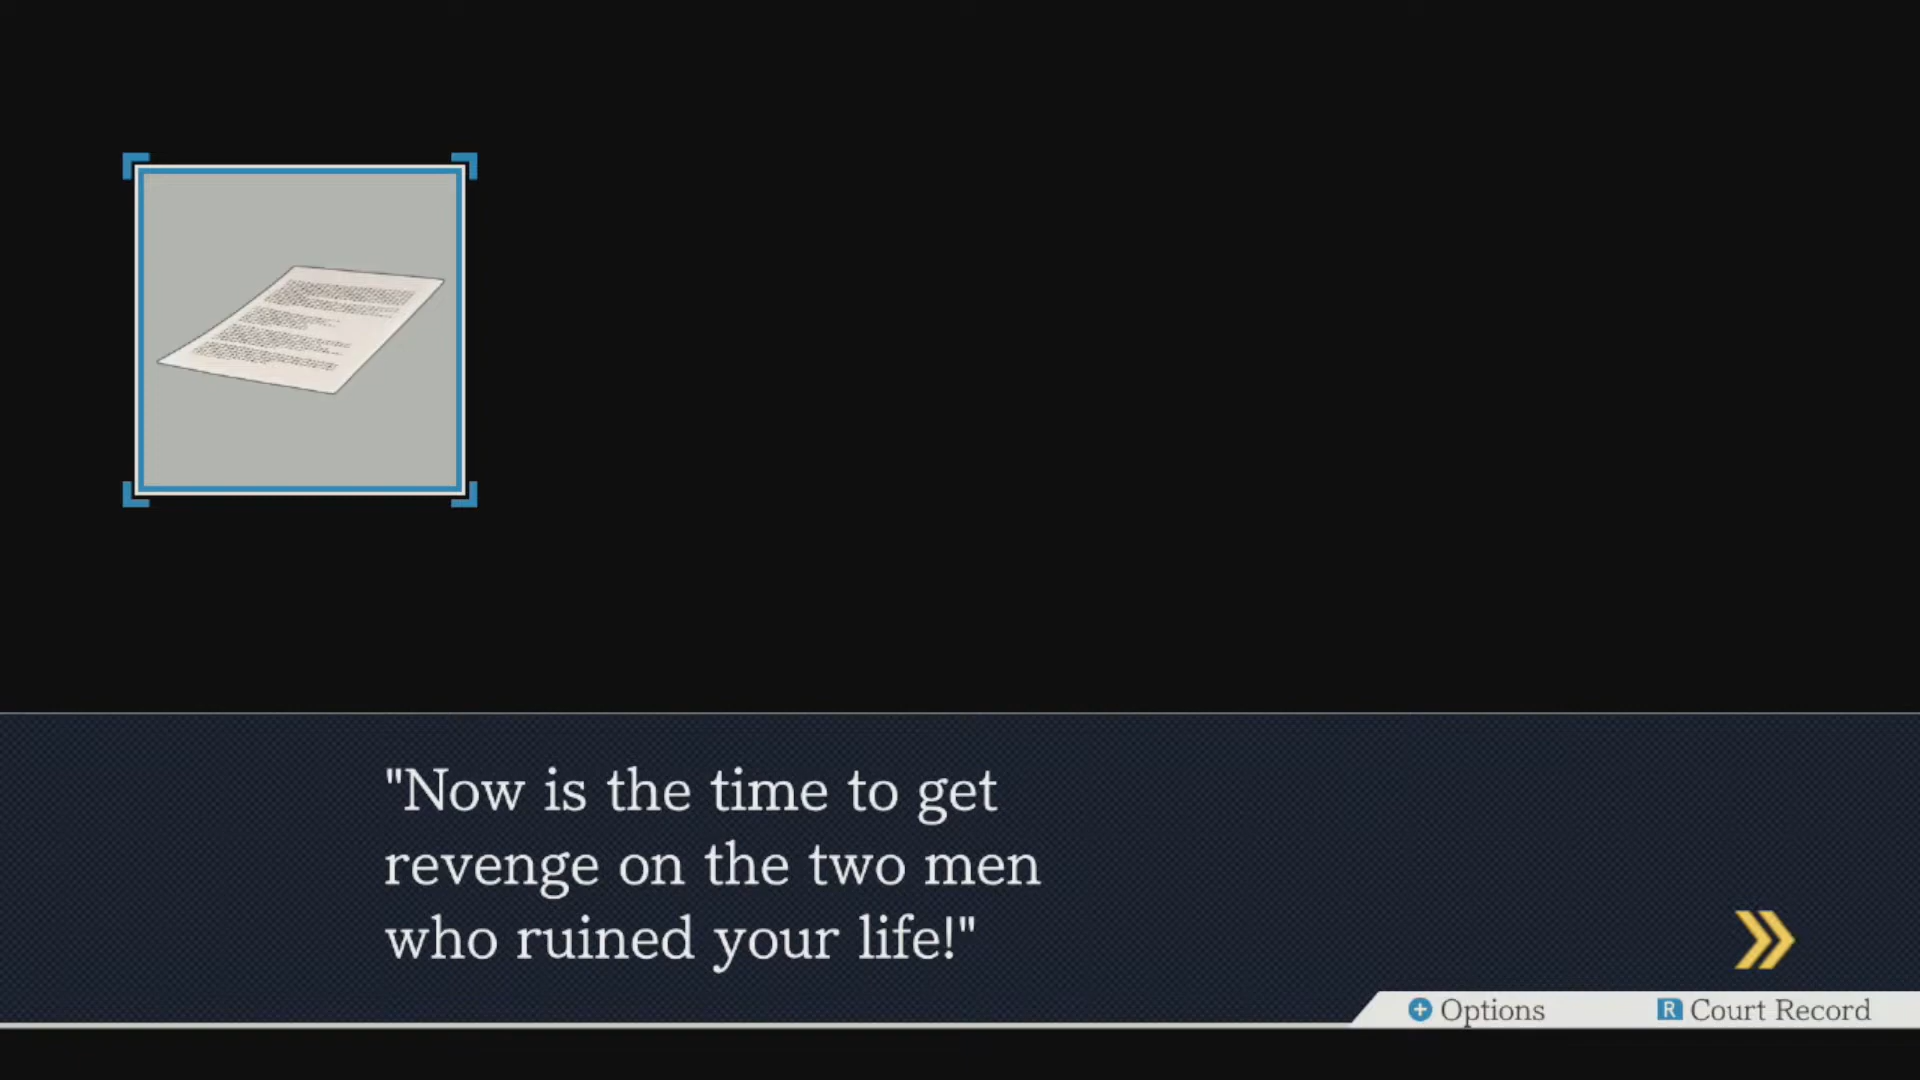 "Now is the time to get
revenge on the two men
who ruined your life!"
+ Options
R Court Record